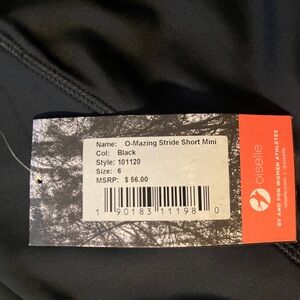 Name: O-Mazing Stride Short Mini
Col: Black
Style: 101120
Size: 6
MSRP: $ 56.00
1 90183 11198 0
oiselle
BY AND FOR WOMEN ATHLETES